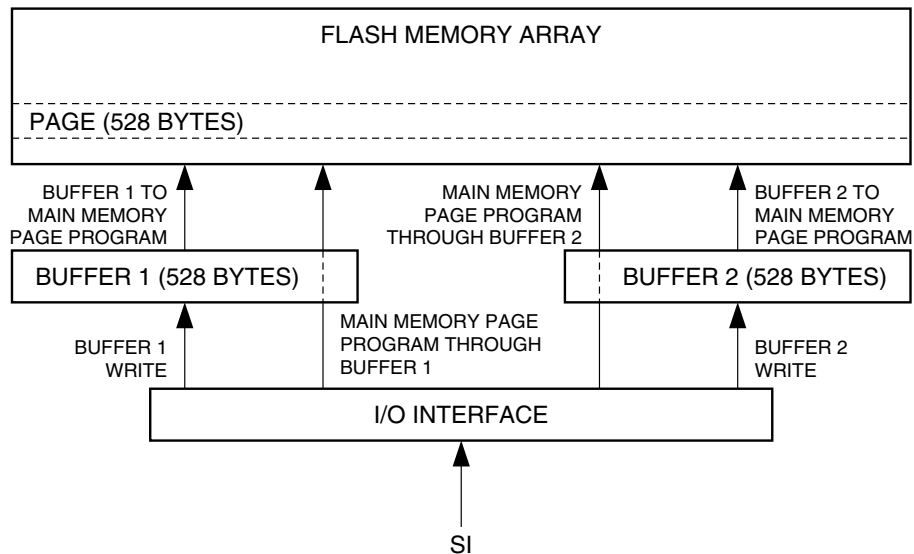 FLASH MEMORY ARRAY
PAGE (528 BYTES)
BUFFER 1 TO
MAIN MEMORY
PAGE PROGRAM
MAIN MEMORY
PAGE PROGRAM
THROUGH BUFFER 2
BUFFER 2 TO
MAIN MEMORY
PAGE PROGRAM
BUFFER 1 (528 BYTES)
BUFFER 2 (528 BYTES)
BUFFER 1
WRITE
MAIN MEMORY PAGE
PROGRAM THROUGH
BUFFER 1
BUFFER 2
WRITE
I/O INTERFACE
SI